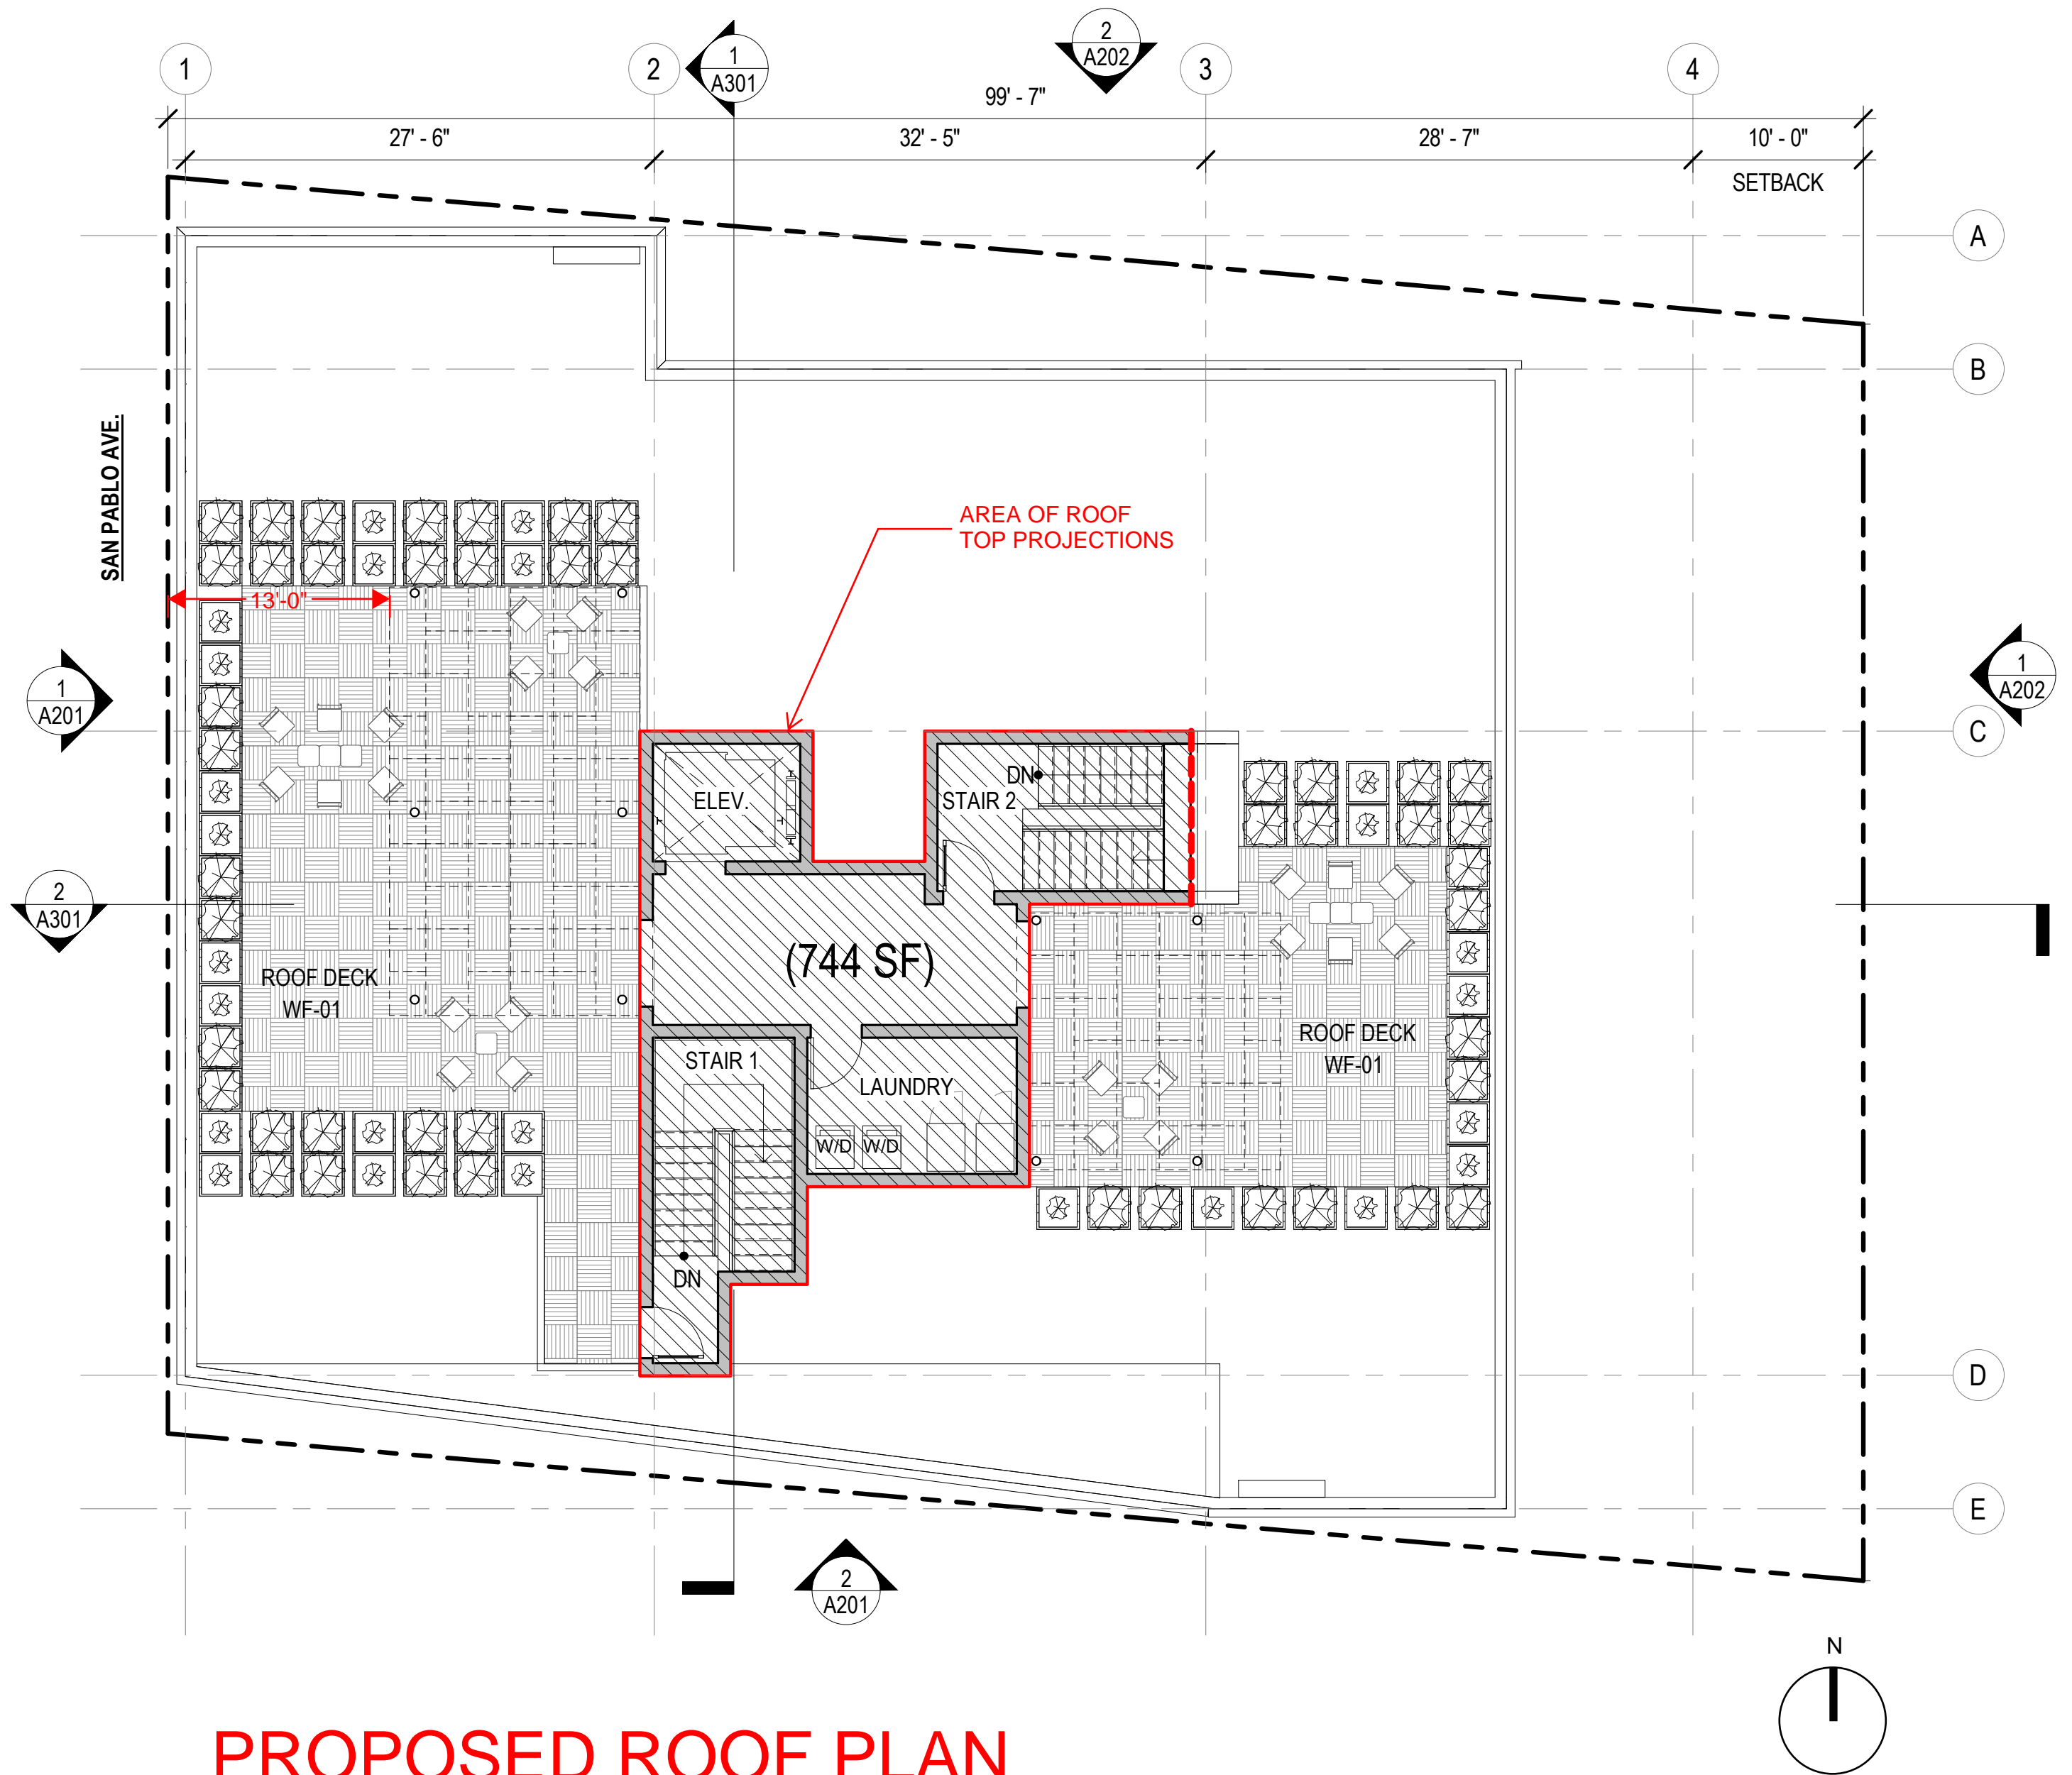 1
2
1
A301
2
A202
3
4
99' - 7"
27' - 6"
32' - 5"
28' - 7"
10' - 0"
SETBACK
A
B
SAN PABLO AVE.
AREA OF ROOF
TOP PROJECTIONS
13'-0"
1
A201
1
A202
C
DN
ELEV.
STAIR 2
2
A301
(744 SF)
ROOF DECK
WF-01
ROOF DECK
WF-01
STAIR 1
LAUNDRY
W/D
W/D
DN
D
E
2
A201
N
PROPOSED ROOF PLAN